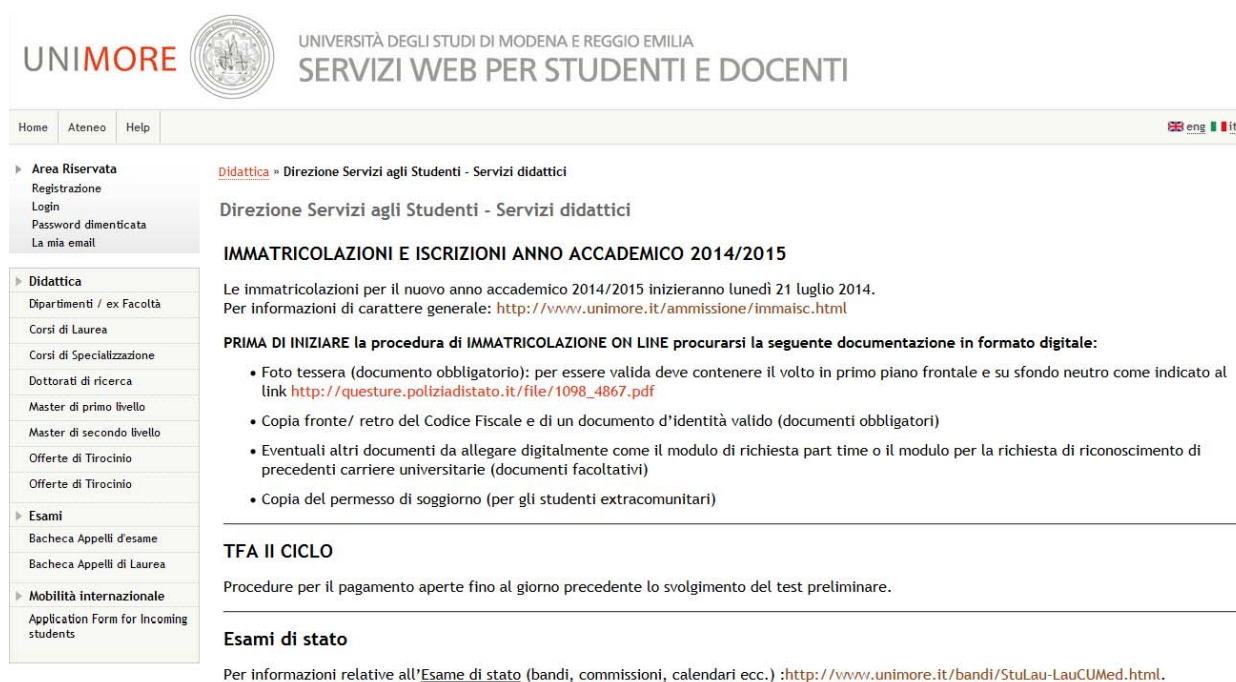 UNIMORE
UNIVERSITÀ DEGLI STUDI DI MODENA E REGGIO EMILIA
SERVIZI WEB PER STUDENTI E DOCENTI
Home Ateneo Help
eng it
Area Riservata
Registrazione
Login
Password dimenticata
La mia email
Didattica
Dipartimenti / ex Facoltà
Corsi di Laurea
Corsi di Specializzazione
Dottorati di ricerca
Master di primo livello
Master di secondo livello
Offerte di Tirocinio
Offerte di Tirocinio
Esami
Bacheca Appelli d'esame
Bacheca Appelli di Laurea
Mobilità internazionale
Application Form for Incoming
students
Didattica » Direzione Servizi agli Studenti - Servizi didattici
Direzione Servizi agli Studenti - Servizi didattici
IMMATRICOLAZIONI E ISCRIZIONI ANNO ACCADEMICO 2014/2015
Le immatricolazioni per il nuovo anno accademico 2014/2015 inizieranno lunedì 21 luglio 2014.
Per informazioni di carattere generale: http://www.unimore.it/ammissione/immaisc.html
PRIMA DI INIZIARE la procedura di IMMATRICOLAZIONE ON LINE procurarsi la seguente documentazione in formato digitale:
• Foto tessera (documento obbligatorio): per essere valida deve contenere il volto in primo piano frontale e su sfondo neutro come indicato al
link http://questure.poliziadistato.it/file/1098_4867.pdf
• Copia fronte/ retro del Codice Fiscale e di un documento d'identità valido (documenti obbligatori)
• Eventuali altri documenti da allegare digitalmente come il modulo di richiesta part time o il modulo per la richiesta di riconoscimento di
precedenti carriere universitarie (documenti facoltativi)
• Copia del permesso di soggiorno (per gli studenti extracomunitari)
TFA II CICLO
Procedure per il pagamento aperte fino al giorno precedente lo svolgimento del test preliminare.
Esami di stato
Per informazioni relative all'Esame di stato (bandi, commissioni, calendari ecc.) :http://www.unimore.it/bandi/StuLau-LauCUMed.html.